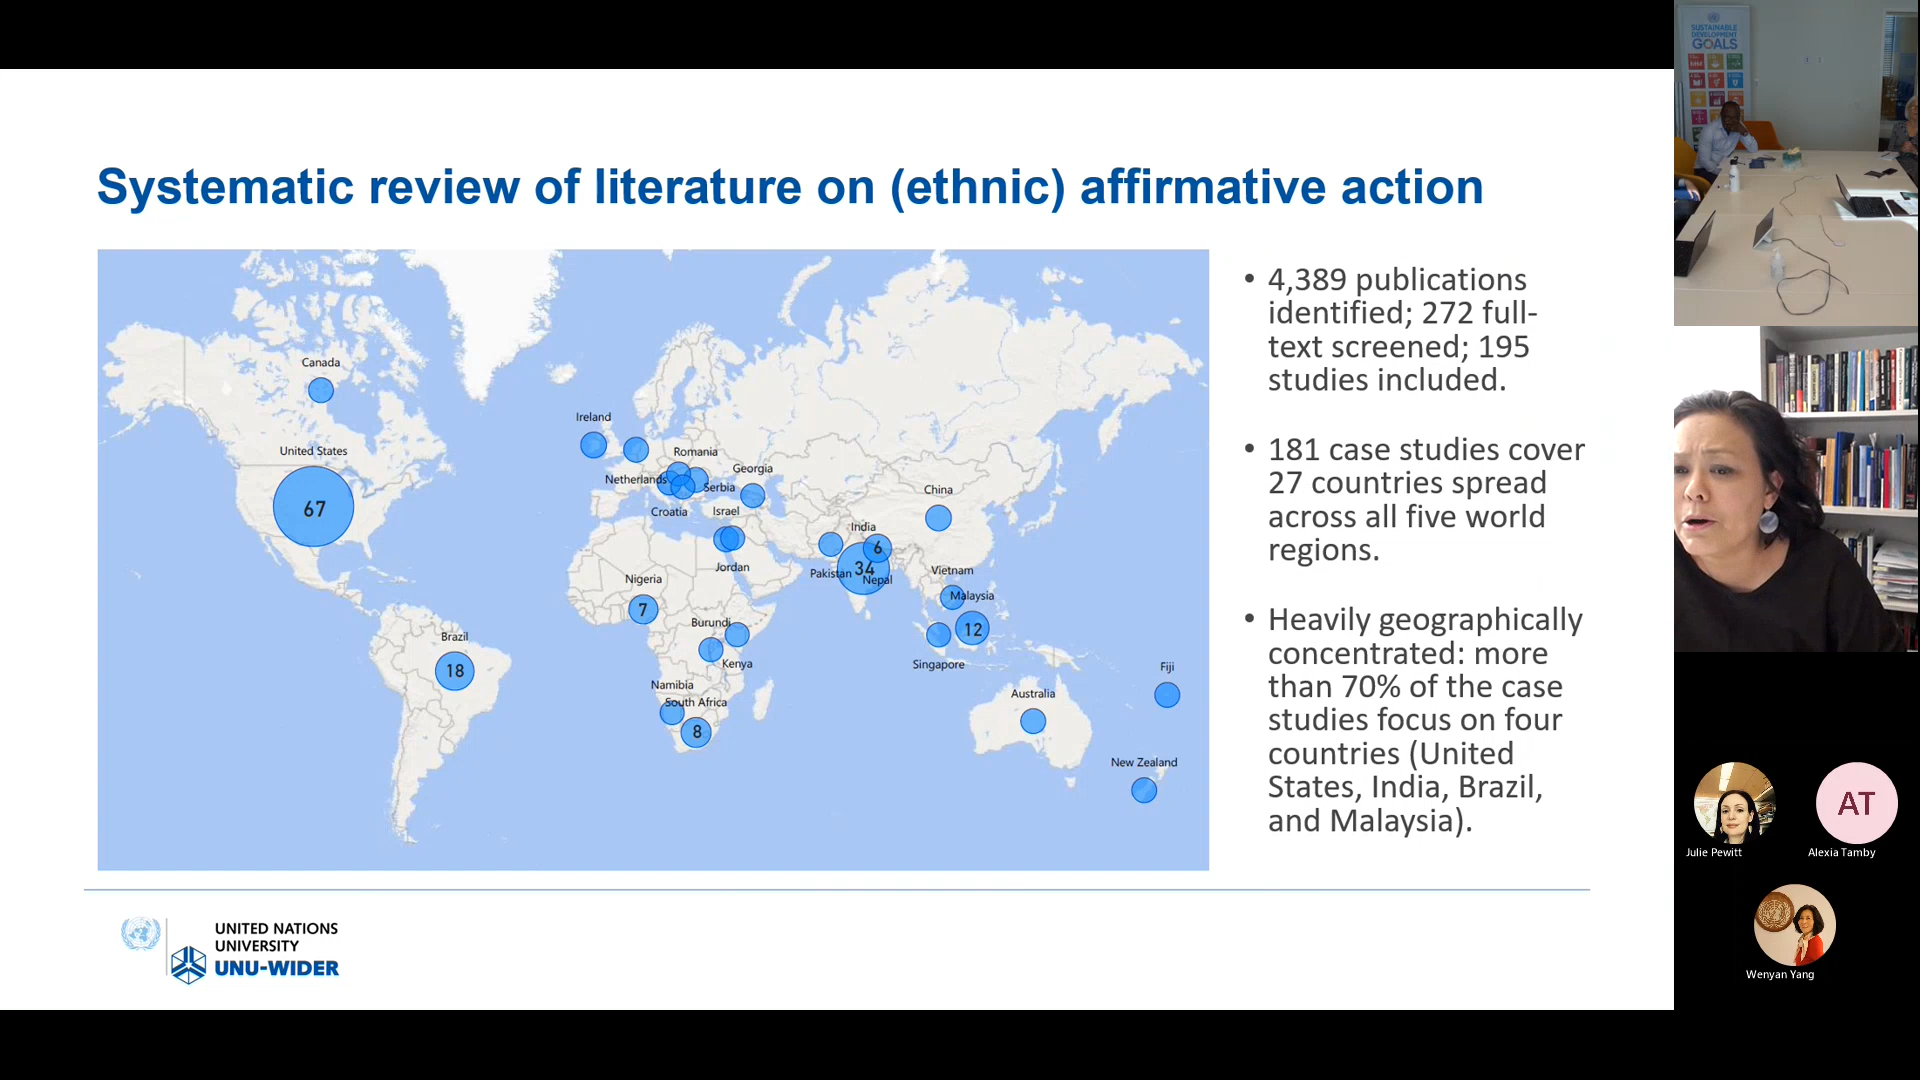 Systematic review of literature on (ethnic) affirmative action
Canada
United States
67
Brazil
18
Ireland
Romania
Netherlands
Serbia
Georgia
Croatia
Israel
Jordan
Nigeria
7
Burundi
Kenya
Namibia
South Africa
8
China
India
6
34
Pakistan
Nepal
Vietnam
Malaysia
12
Singapore
Australia
Fiji
New Zealand
• 4,389 publications
identified; 272 full-
text screened; 195
studies included.
• 181 case studies cover
27 countries spread
across all five world
regions.
• Heavily geographically
concentrated: more
than 70% of the case
studies focus on four
countries (United
States, India, Brazil,
and Malaysia).
UNITED NATIONS
UNIVERSITY
UNU-WIDER
SUSTAINABLE
DEVELOPMENT
GOALS
Julie Pewitt
AT
Alexia Tamby
Wenyan Yang